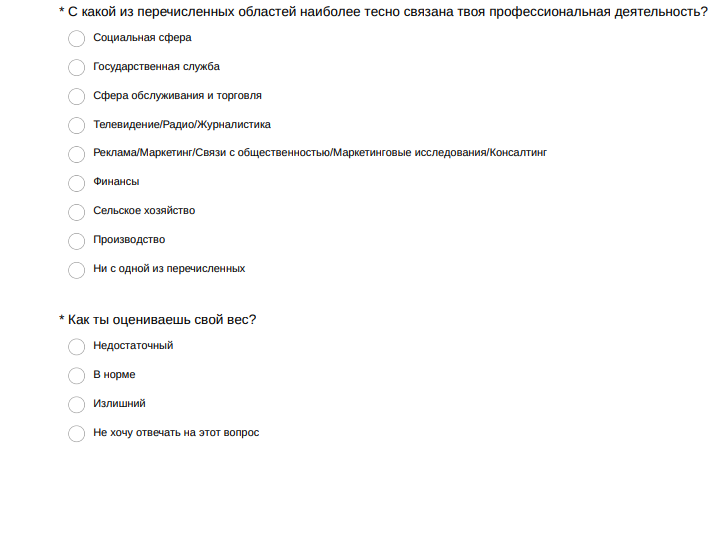 * С какой из перечисленных областей наиболее тесно связана твоя профессиональная деятельность?
Социальная сфера
Государственная служба
Сфера обслуживания и торговля
Телевидение/Радио/Журналистика
Реклама/Маркетинг/Связи с общественностью/Маркетинговые исследования/Консалтинг
Финансы
Сельское хозяйство
Производство
Ни с одной из перечисленных
* Как ты оцениваешь свой вес?
Недостаточный
В норме
Излишний
Не хочу отвечать на этот вопрос